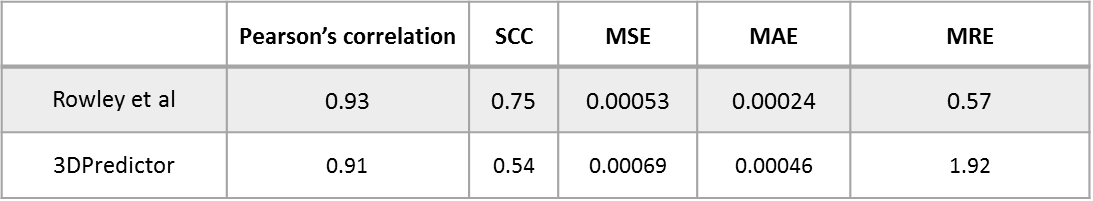 Pearson's correlation SCC MSE MAE MRE
Rowley et al 0.93 0.75 0.00053 0.00024 0.57
3DPredictor 0.91 0.54 0.00069 0.00046 1.92